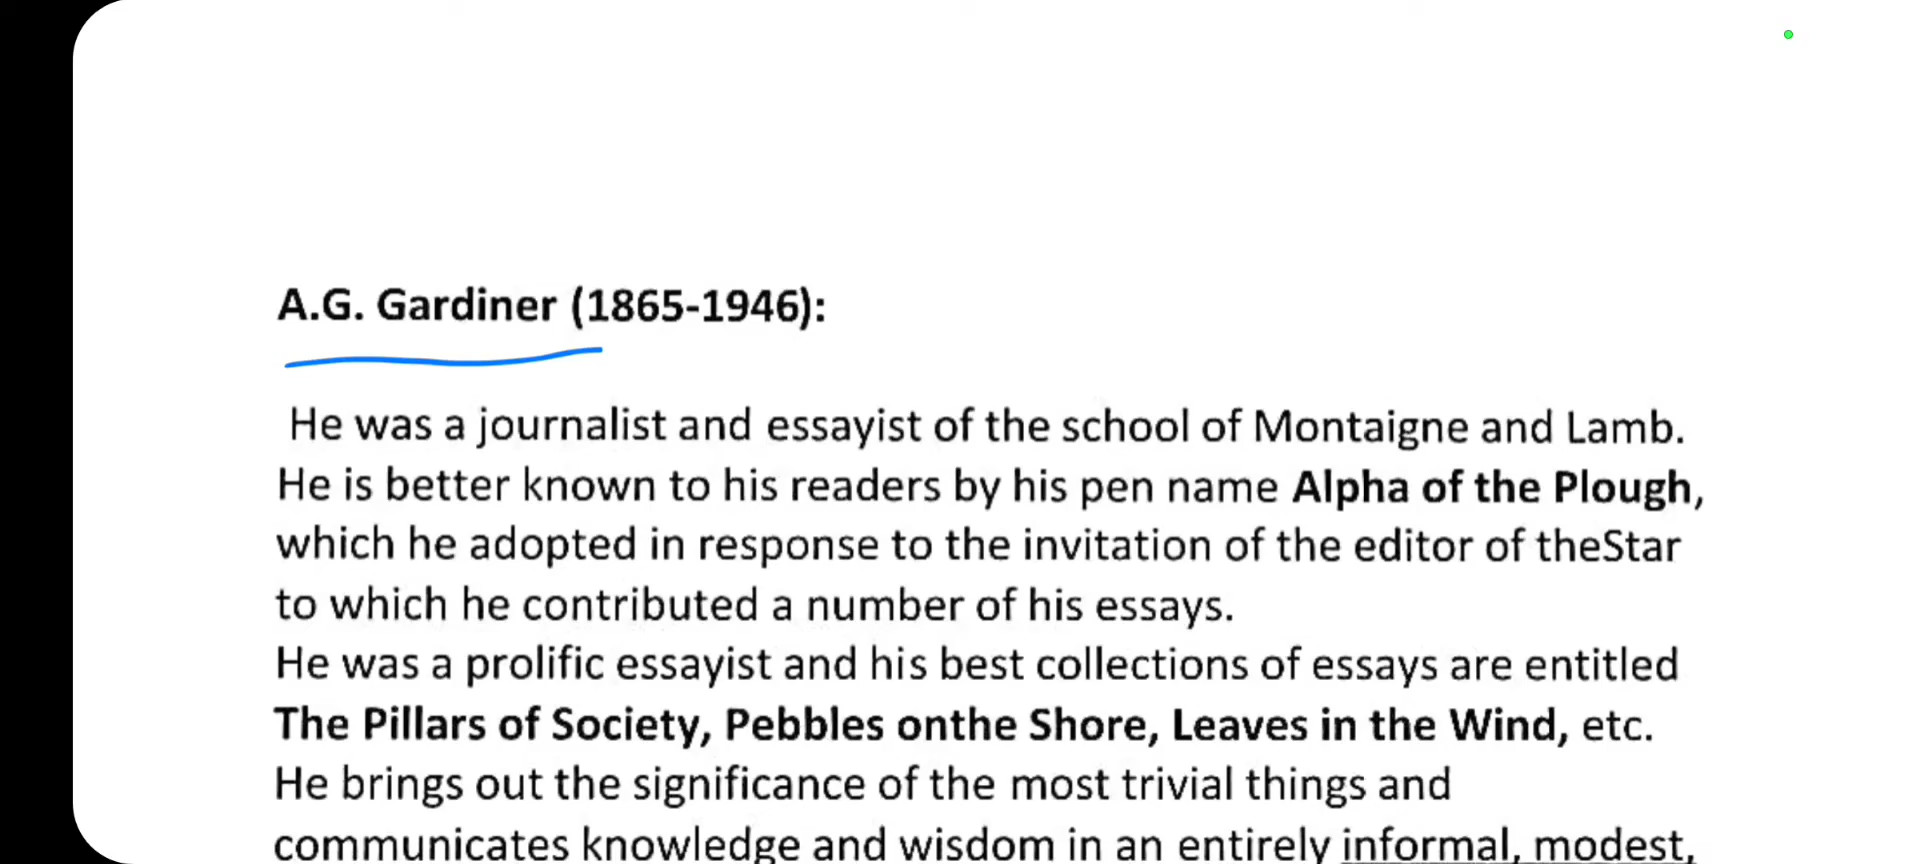 A.G. Gardiner (1865-1946):
He was a journalist and essayist of the school of Montaigne and Lamb.
He is better known to his readers by his pen name Alpha of the Plough,
which he adopted in response to the invitation of the editor of theStar
to which he contributed a number of his essays.
He was a prolific essayist and his best collections of essays are entitled
The Pillars of Society, Pebbles onthe Shore, Leaves in the Wind, etc.
He brings out the significance of the most trivial things and
communicates knowledge and wisdom in an entirely informal, modest,